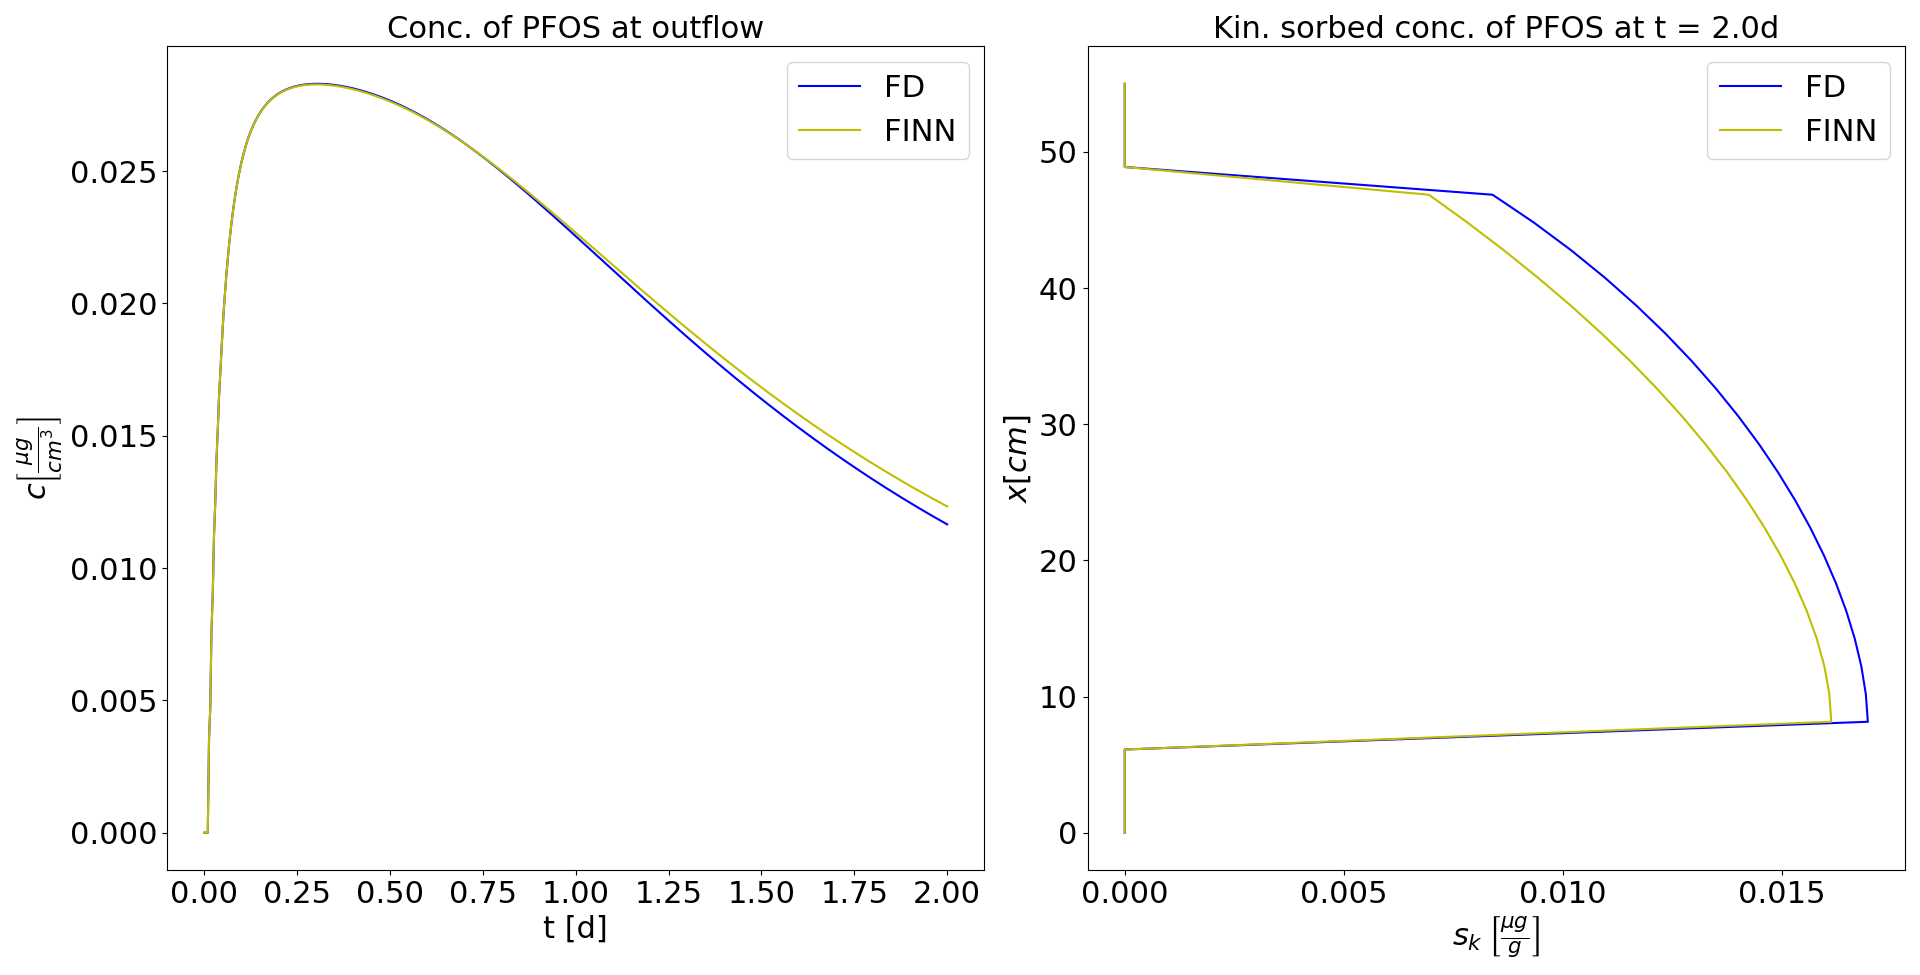 Conc. of PFOS at outflow
FD
FINN
c[μg/cm³]
0.025
0.020
0.015
0.010
0.005
0.000
0.00 0.25 0.50 0.75 1.00 1.25 1.50 1.75 2.00
t [d]
Kin. sorbed conc. of PFOS at t = 2.0d
FD
FINN
x[cm]
50
40
30
20
10
0
0.000 0.005 0.010 0.015
s_k [μg/g]